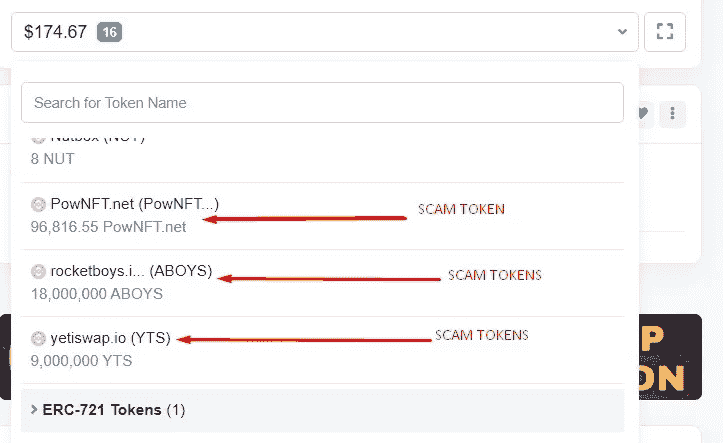 $174.67 16
Search for Token Name
Nutbox (NUT)
8 NUT
PowNFT.net (PowNFT...)
96,816.55 PowNFT.net
SCAM TOKEN
rocketboys.i... (ABOYS)
18,000,000 ABOYS
SCAM TOKENS
yetiswap.io (YTS)
9,000,000 YTS
SCAM TOKENS
P
ON
ERC-721 Tokens (1)